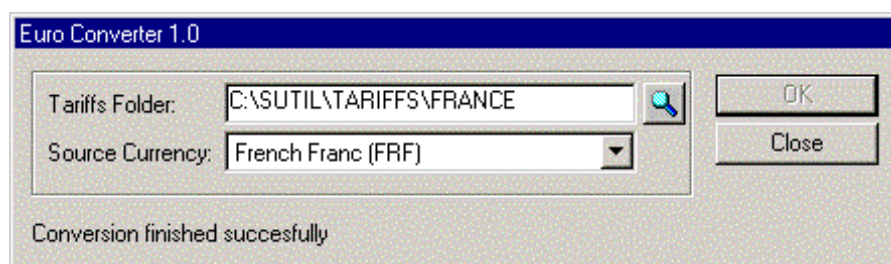 Euro Converter 1.0
Tariffs Folder: C:\SUTIL\TARIFFS\FRANCE OK
Source Currency: French Franc (FRF) Close
Conversion finished succesfully